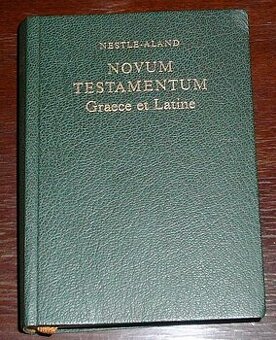 NESTLE-ALAND
NOVUM
TESTAMENTUM
Graece et Latine